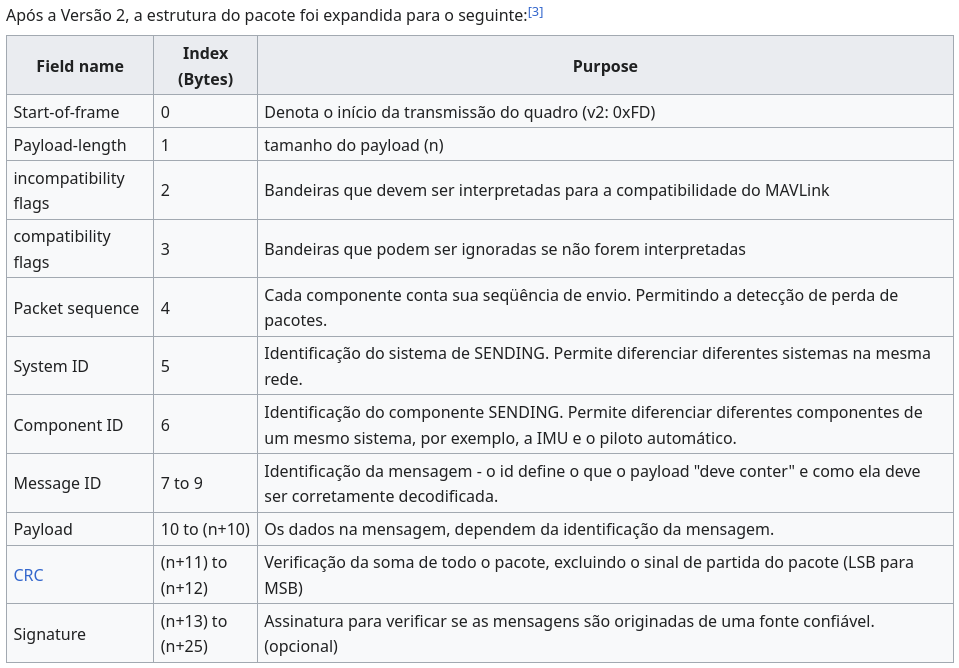 Após a Versão 2, a estrutura do pacote foi expandida para o seguinte:[3]
Field name
Index
(Bytes)
Purpose
Start-of-frame
0
Denota o início da transmissão do quadro (v2: 0xFD)
Payload-length
1
tamanho do payload (n)
incompatibility
flags
2
Bandeiras que devem ser interpretadas para a compatibilidade do MAVLink
compatibility
flags
3
Bandeiras que podem ser ignoradas se não forem interpretadas
Packet sequence
4
Cada componente conta sua seqüência de envio. Permitindo a detecção de perda de
pacotes.
System ID
5
Identificação do sistema de SENDING. Permite diferenciar diferentes sistemas na mesma
rede.
Component ID
6
Identificação do componente SENDING. Permite diferenciar diferentes componentes de
um mesmo sistema, por exemplo, a IMU e o piloto automático.
Message ID
7 to 9
Identificação da mensagem - o id define o que o payload "deve conter" e como ela deve
ser corretamente decodificada.
Payload
10 to (n+10)
Os dados na mensagem, dependem da identificação da mensagem.
CRC
(n+11) to
(n+12)
Verificação da soma de todo o pacote, excluindo o sinal de partida do pacote (LSB para
MSB)
Signature
(n+13) to
(n+25)
Assinatura para verificar se as mensagens são originadas de uma fonte confiável.
(opcional)